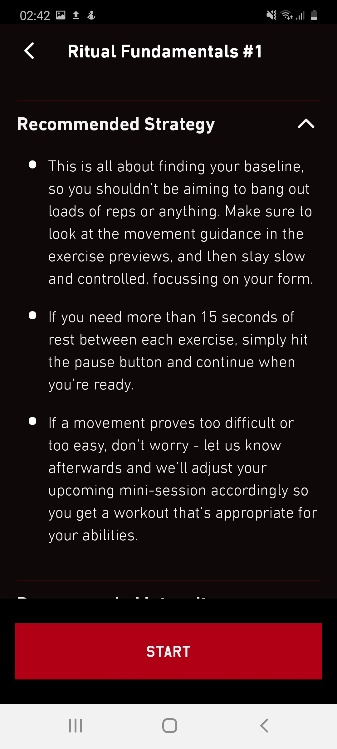 02:42
Ritual Fundamentals #1
Recommended Strategy
This is all about finding your baseline,
so you shouldn't be aiming to bang out
loads of reps or anything. Make sure to
look at the movement guidance in the
exercise previews, and then stay slow
and controlled, focussing on your form.
If you need more than 15 seconds of
rest between each exercise, simply hit
the pause button and continue when
you're ready.
If a movement proves too difficult or
too easy, don't worry - let us know
afterwards and we'll adjust your
upcoming mini-session accordingly so
you get a workout that's appropriate for
your abilities.
START